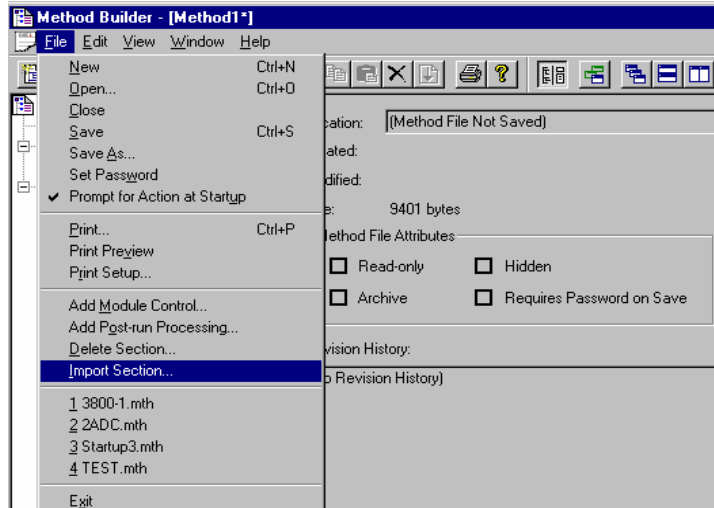 Method Builder - [Method1*]
File Edit View Window Help
New Ctrl+N
Open... Ctrl+O
Close
Save Ctrl+S
Save As...
Set Password
Prompt for Action at Startup
Print... Ctrl+P
Print Preview
Print Setup...
Add Module Control...
Add Post-run Processing...
Delete Section...
Import Section...
1 3800-1.mth
2 2ADC.mth
3 Startup3.mth
4 TEST.mth
Exit
cation: (Method File Not Saved)
ated:
dified:
e: 9401 bytes
ethod File Attributes
Read-only Hidden
Archive Requires Password on Save
vision History:
o Revision History)